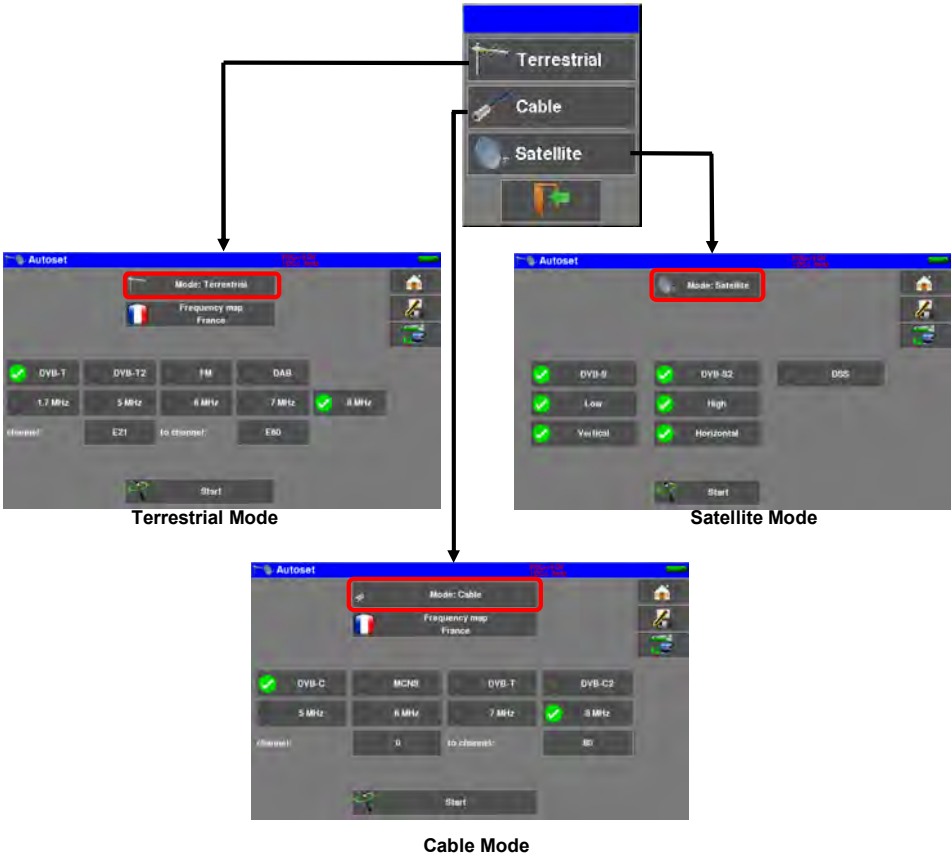 Terrestrial
Cable
Satellite
Autoset
Mode: Terrestrial
Frequency map
France
DVB-T DVB-T2 FM DAB
1.7 MHz 5 MHz 6 MHz 7 MHz 8 MHz
channel: E21 to channel: E60
Start
Terrestrial Mode
Autoset
Mode: Satellite
DVB-S DVB-S2 DSS
Low High
Vertical Horizontal
Start
Satellite Mode
Autoset
Mode: Cable
Frequency map
France
DVB-C MCNS DVB-T DVB-C2
5 MHz 6 MHz 7 MHz 8 MHz
channel: 0 to channel: 80
Start
Cable Mode